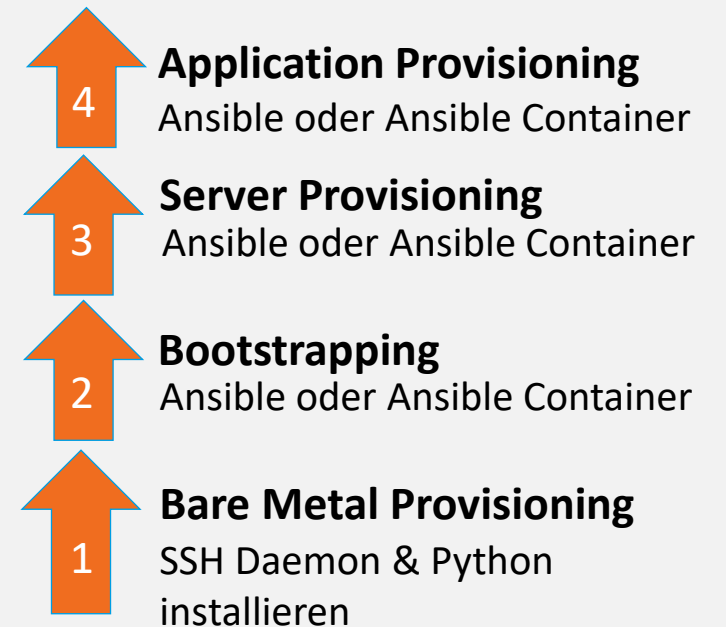 4
Application Provisioning
Ansible oder Ansible Container
3
Server Provisioning
Ansible oder Ansible Container
2
Bootstrapping
Ansible oder Ansible Container
1
Bare Metal Provisioning
SSH Daemon & Python
installieren